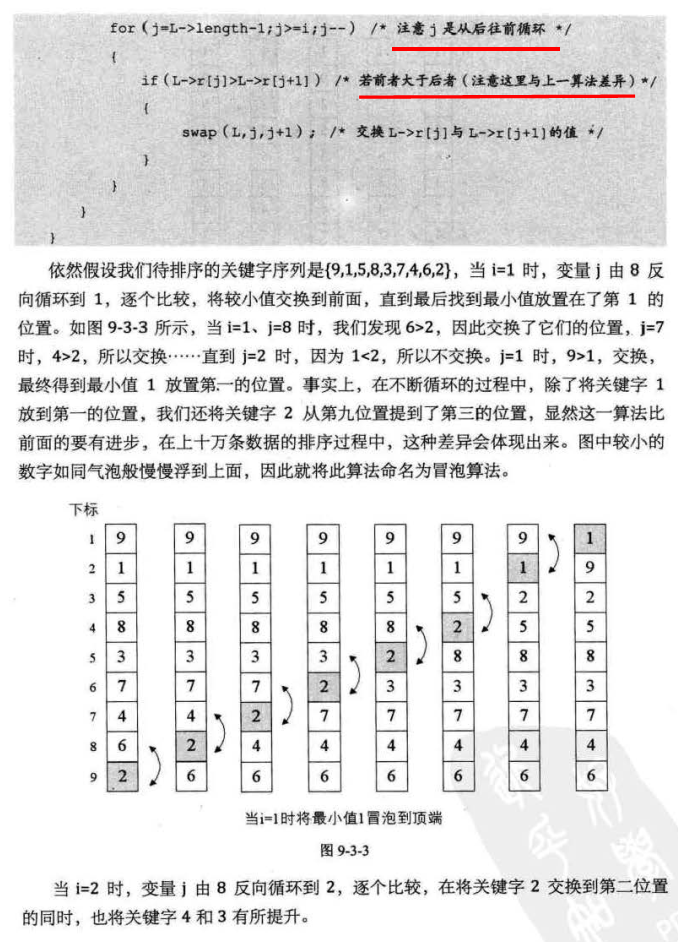 for(j=L->length-1;j>=i;j--) /* 注意j是从后往前循环 */
{
if(L->r[j]>L->r[j+1]) /* 若前者大于后者(注意这里与上一算法差异)*/
{
swap(L,j,j+1); /* 交换L->r[j]与L->r[j+1]的值 */
}
}
}
}
依然假设我们待排序的关键字序列是{9,1,5,8,3,7,4,6,2},当 i=1 时,变量 j 由 8 反
向循环到 1,逐个比较,将较小值交换到前面,直到最后找到最小值放置在了第 1 的
位置。如图 9-3-3 所示,当 i=1、j=8 时,我们发现 6>2,因此交换了它们的位置,j=7
时,4>2,所以交换……直到 j=2 时,因为 1<2,所以不交换。j=1 时,9>1,交换,
最终得到最小值 1 放置第一的位置。事实上,在不断循环的过程中,除了将关键字 1
放到第一的位置,我们还将关键字 2 从第九位置提到了第三的位置,显然这一算法比
前面的要有进步,在上十万条数据的排序过程中,这种差异会体现出来。图中较小的
数字如同气泡般慢慢浮到上面,因此就将此算法命名为冒泡算法。
下标
1 9 9 9 9 9 9 9 1
2 1 1 1 1 1 1 1 9
3 5 5 5 5 5 5 2 2
4 8 8 8 8 8 2 5 5
5 3 3 3 3 2 8 8 8
6 7 7 7 2 3 3 3 3
7 4 4 2 7 7 7 7 7
8 6 2 4 4 4 4 4 4
9 2 6 6 6 6 6 6 6
当i=1时将最小值1冒泡到顶端
图 9-3-3
当 i=2 时,变量 j 由 8 反向循环到 2,逐个比较,在将关键字 2 交换到第二位置
的同时,也将关键字 4 和 3 有所提升。